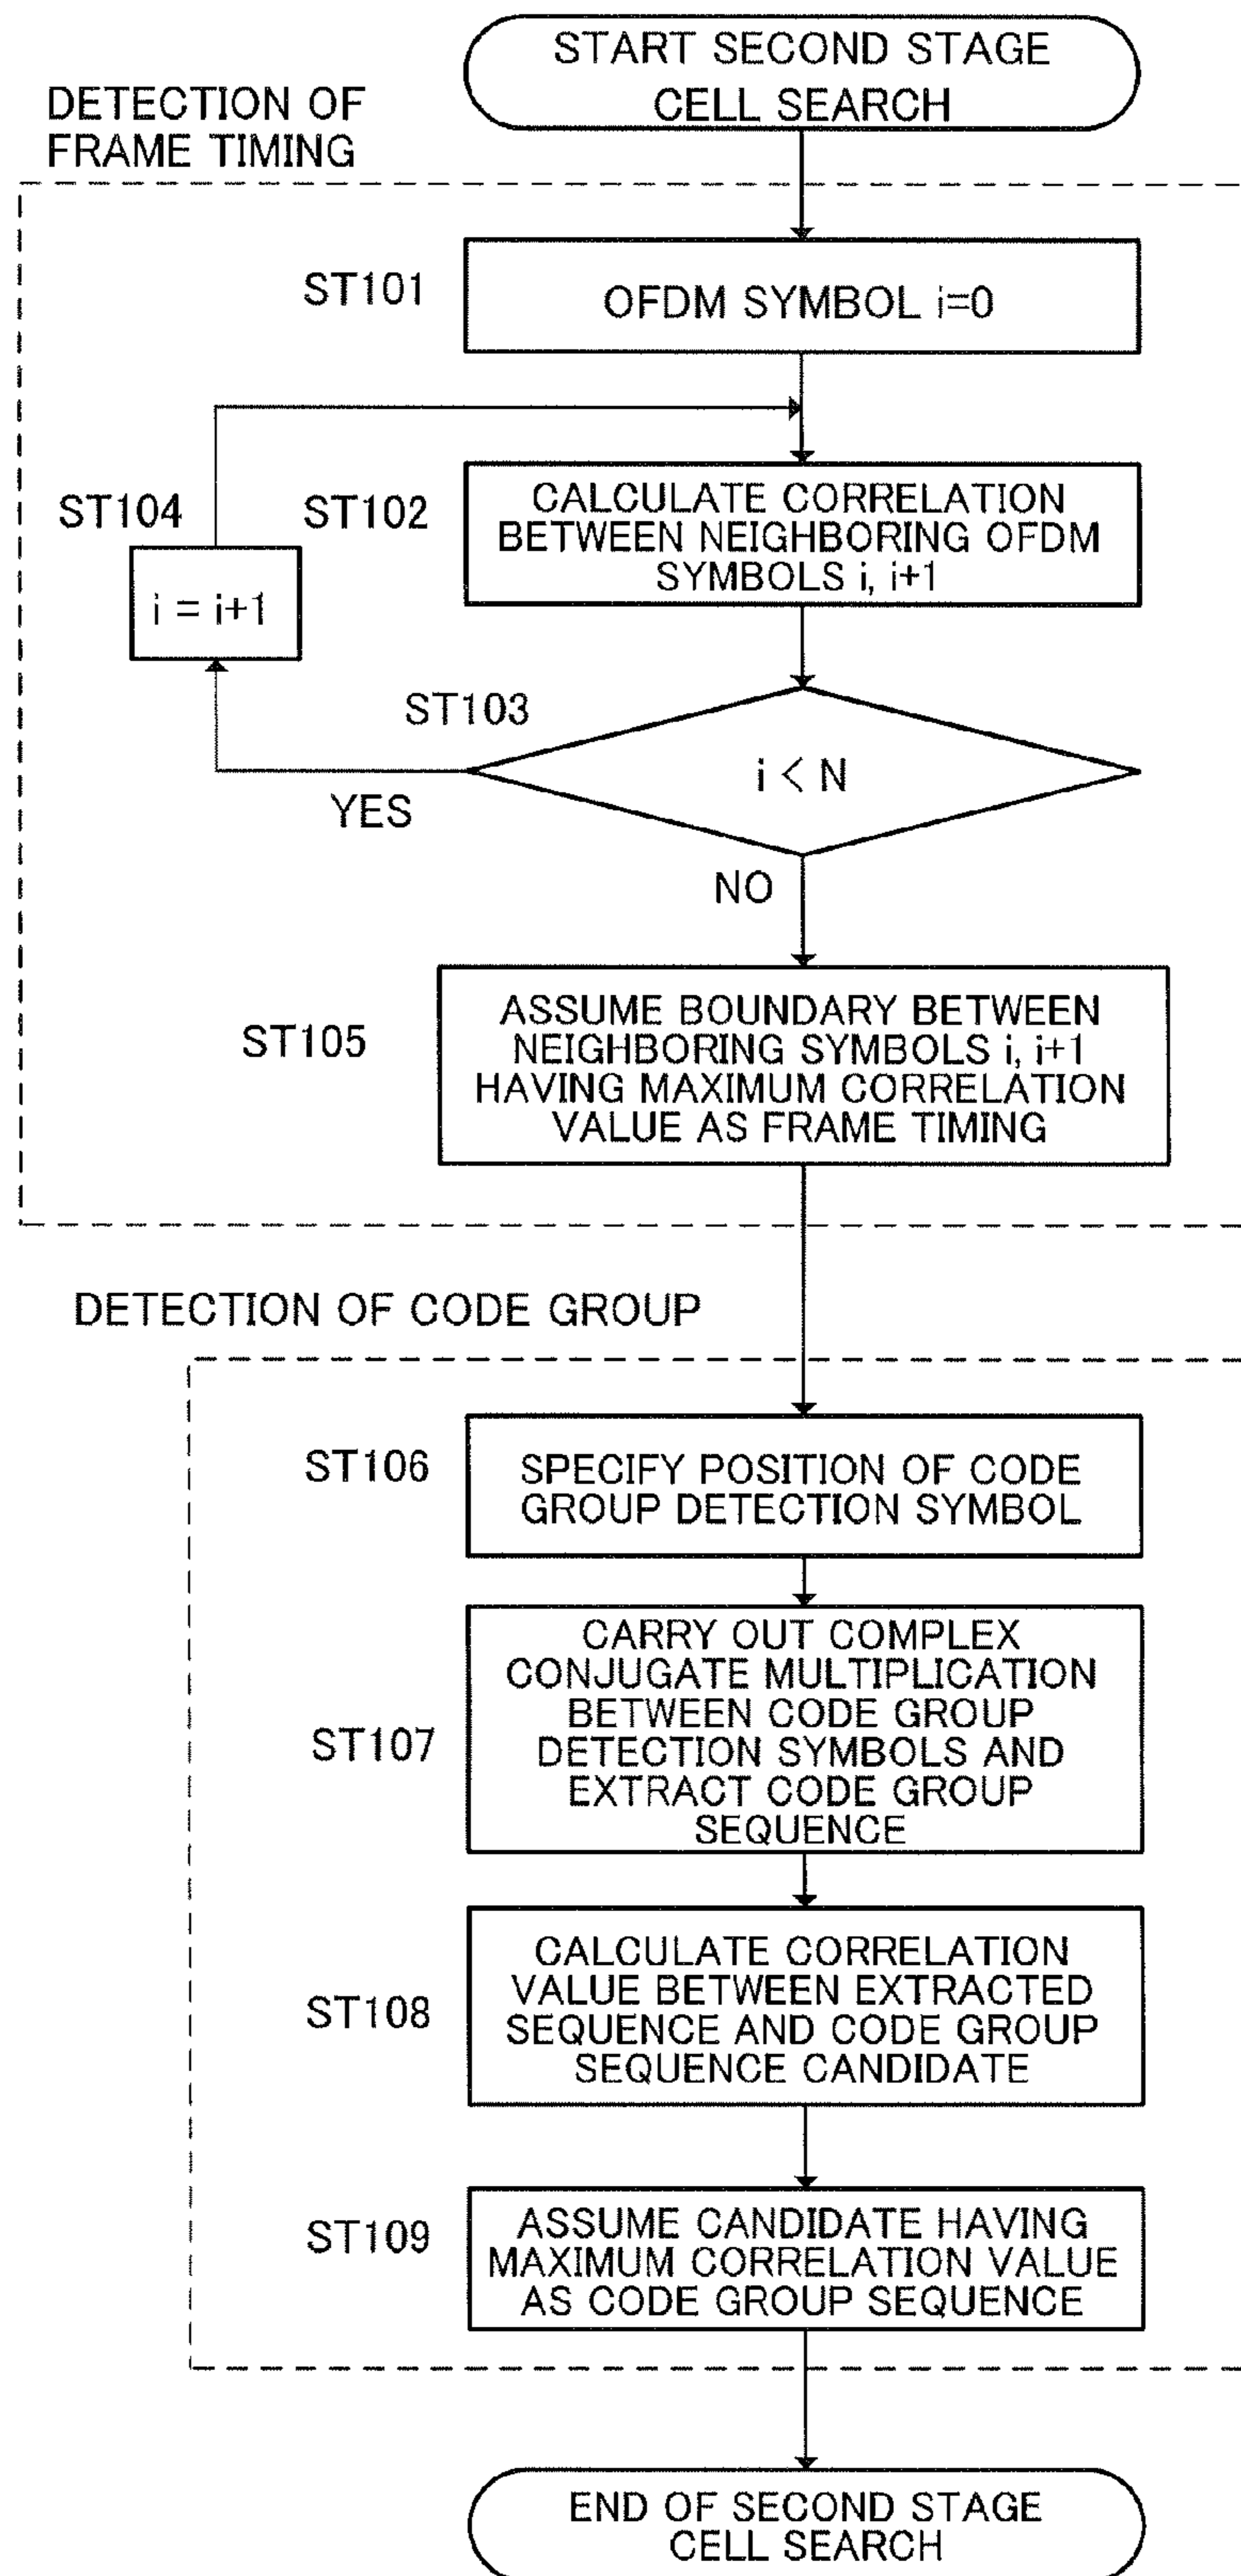 START SECOND STAGE
CELL SEARCH
DETECTION OF
FRAME TIMING
ST101
OFDM SYMBOL i=0
ST104
i = i+1
ST102
CALCULATE CORRELATION
BETWEEN NEIGHBORING OFDM
SYMBOLS i, i+1
ST103
i < N
YES
NO
ST105
ASSUME BOUNDARY BETWEEN
NEIGHBORING SYMBOLS i, i+1
HAVING MAXIMUM CORRELATION
VALUE AS FRAME TIMING
DETECTION OF CODE GROUP
ST106
SPECIFY POSITION OF CODE
GROUP DETECTION SYMBOL
ST107
CARRY OUT COMPLEX
CONJUGATE MULTIPLICATION
BETWEEN CODE GROUP
DETECTION SYMBOLS AND
EXTRACT CODE GROUP
SEQUENCE
ST108
CALCULATE CORRELATION
VALUE BETWEEN EXTRACTED
SEQUENCE AND CODE GROUP
SEQUENCE CANDIDATE
ST109
ASSUME CANDIDATE HAVING
MAXIMUM CORRELATION VALUE
AS CODE GROUP SEQUENCE
END OF SECOND STAGE
CELL SEARCH